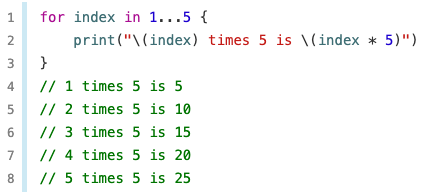 1 for index in 1...5 {
2     print("\(index) times 5 is \(index * 5)")
3 }
4 // 1 times 5 is 5
5 // 2 times 5 is 10
6 // 3 times 5 is 15
7 // 4 times 5 is 20
8 // 5 times 5 is 25